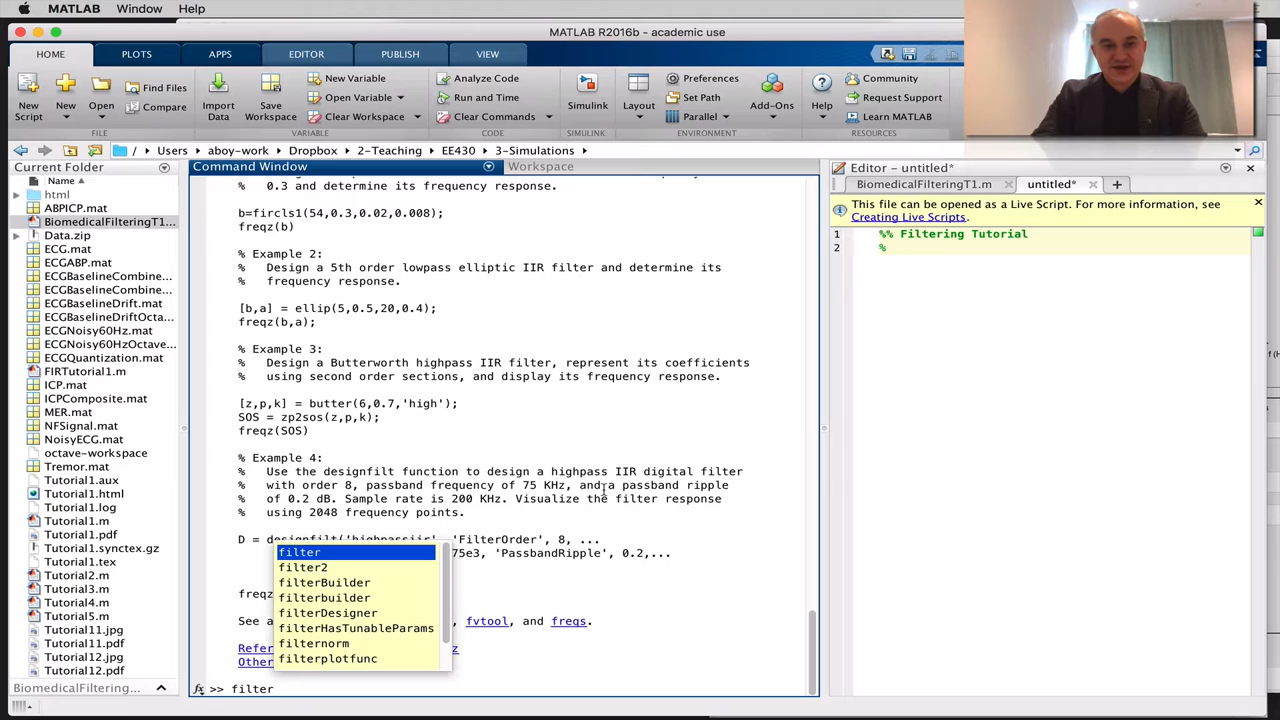 MATLAB Window Help
MATLAB R2016b - academic use
HOME PLOTS APPS EDITOR PUBLISH VIEW
New Script
New
Open
Find Files
Compare
Import Data
Save Workspace
New Variable
Open Variable
Clear Workspace
Analyze Code
Run and Time
Clear Commands
Simulink
Layout
Preferences
Set Path
Parallel
Add-Ons
Help
Community
Request Support
Learn MATLAB
FILE VARIABLE CODE SIMULINK ENVIRONMENT RESOURCES
/ Users aboy-work Dropbox 2-Teaching EE430 3-Simulations
Current Folder
Name
html
ABPICP.mat
BiomedicalFilteringT1...
Data.zip
ECG.mat
ECGABP.mat
ECGBaselineCombine...
ECGBaselineCombine...
ECGBaselineDrift.mat
ECGBaselineDriftOcta...
ECGNoisy60Hz.mat
ECGNoisy60HzOctave...
ECGQuantization.mat
FIRTutorial1.m
ICP.mat
ICPComposite.mat
MER.mat
NFSignal.mat
NoisyECG.mat
octave-workspace
Tremor.mat
Tutorial1.aux
Tutorial1.html
Tutorial1.log
Tutorial1.m
Tutorial1.pdf
Tutorial1.synctex.gz
Tutorial1.tex
Tutorial2.m
Tutorial3.m
Tutorial4.m
Tutorial5.m
Tutorial11.jpg
Tutorial11.pdf
Tutorial12.jpg
Tutorial12.pdf
BiomedicalFiltering...
Command Window
Workspace
% 0.3 and determine its frequency response.
b=fircls1(54,0.3,0.02,0.008);
freqz(b)
% Example 2:
% Design a 5th order lowpass elliptic IIR filter and determine its
% frequency response.
[b,a] = ellip(5,0.5,20,0.4);
freqz(b,a);
% Example 3:
% Design a Butterworth highpass IIR filter, represent its coefficients
% using second order sections, and display its frequency response.
[z,p,k] = butter(6,0.7,'high');
SOS = zp2sos(z,p,k);
freqz(SOS)
% Example 4:
% Use the designfilt function to design a highpass IIR digital filter
% with order 8, passband frequency of 75 KHz, and a passband ripple
% of 0.2 dB. Sample rate is 200 KHz. Visualize the filter response
% using 2048 frequency points.
D = designfilt('highpassiir', 'FilterOrder', 8, ...
75e3, 'PassbandRipple', 0.2,...
freqz
See a , fvtool, and freqs.
Refer z
Other
filter
filter2
filterBuilder
filterbuilder
filterDesigner
filterHasTunableParams
filternorm
filterplotfunc
fx >> filter
Editor - untitled*
BiomedicalFilteringT1.m untitled*
This file can be opened as a Live Script. For more information, see
Creating Live Scripts.
1 %% Filtering Tutorial
2 %